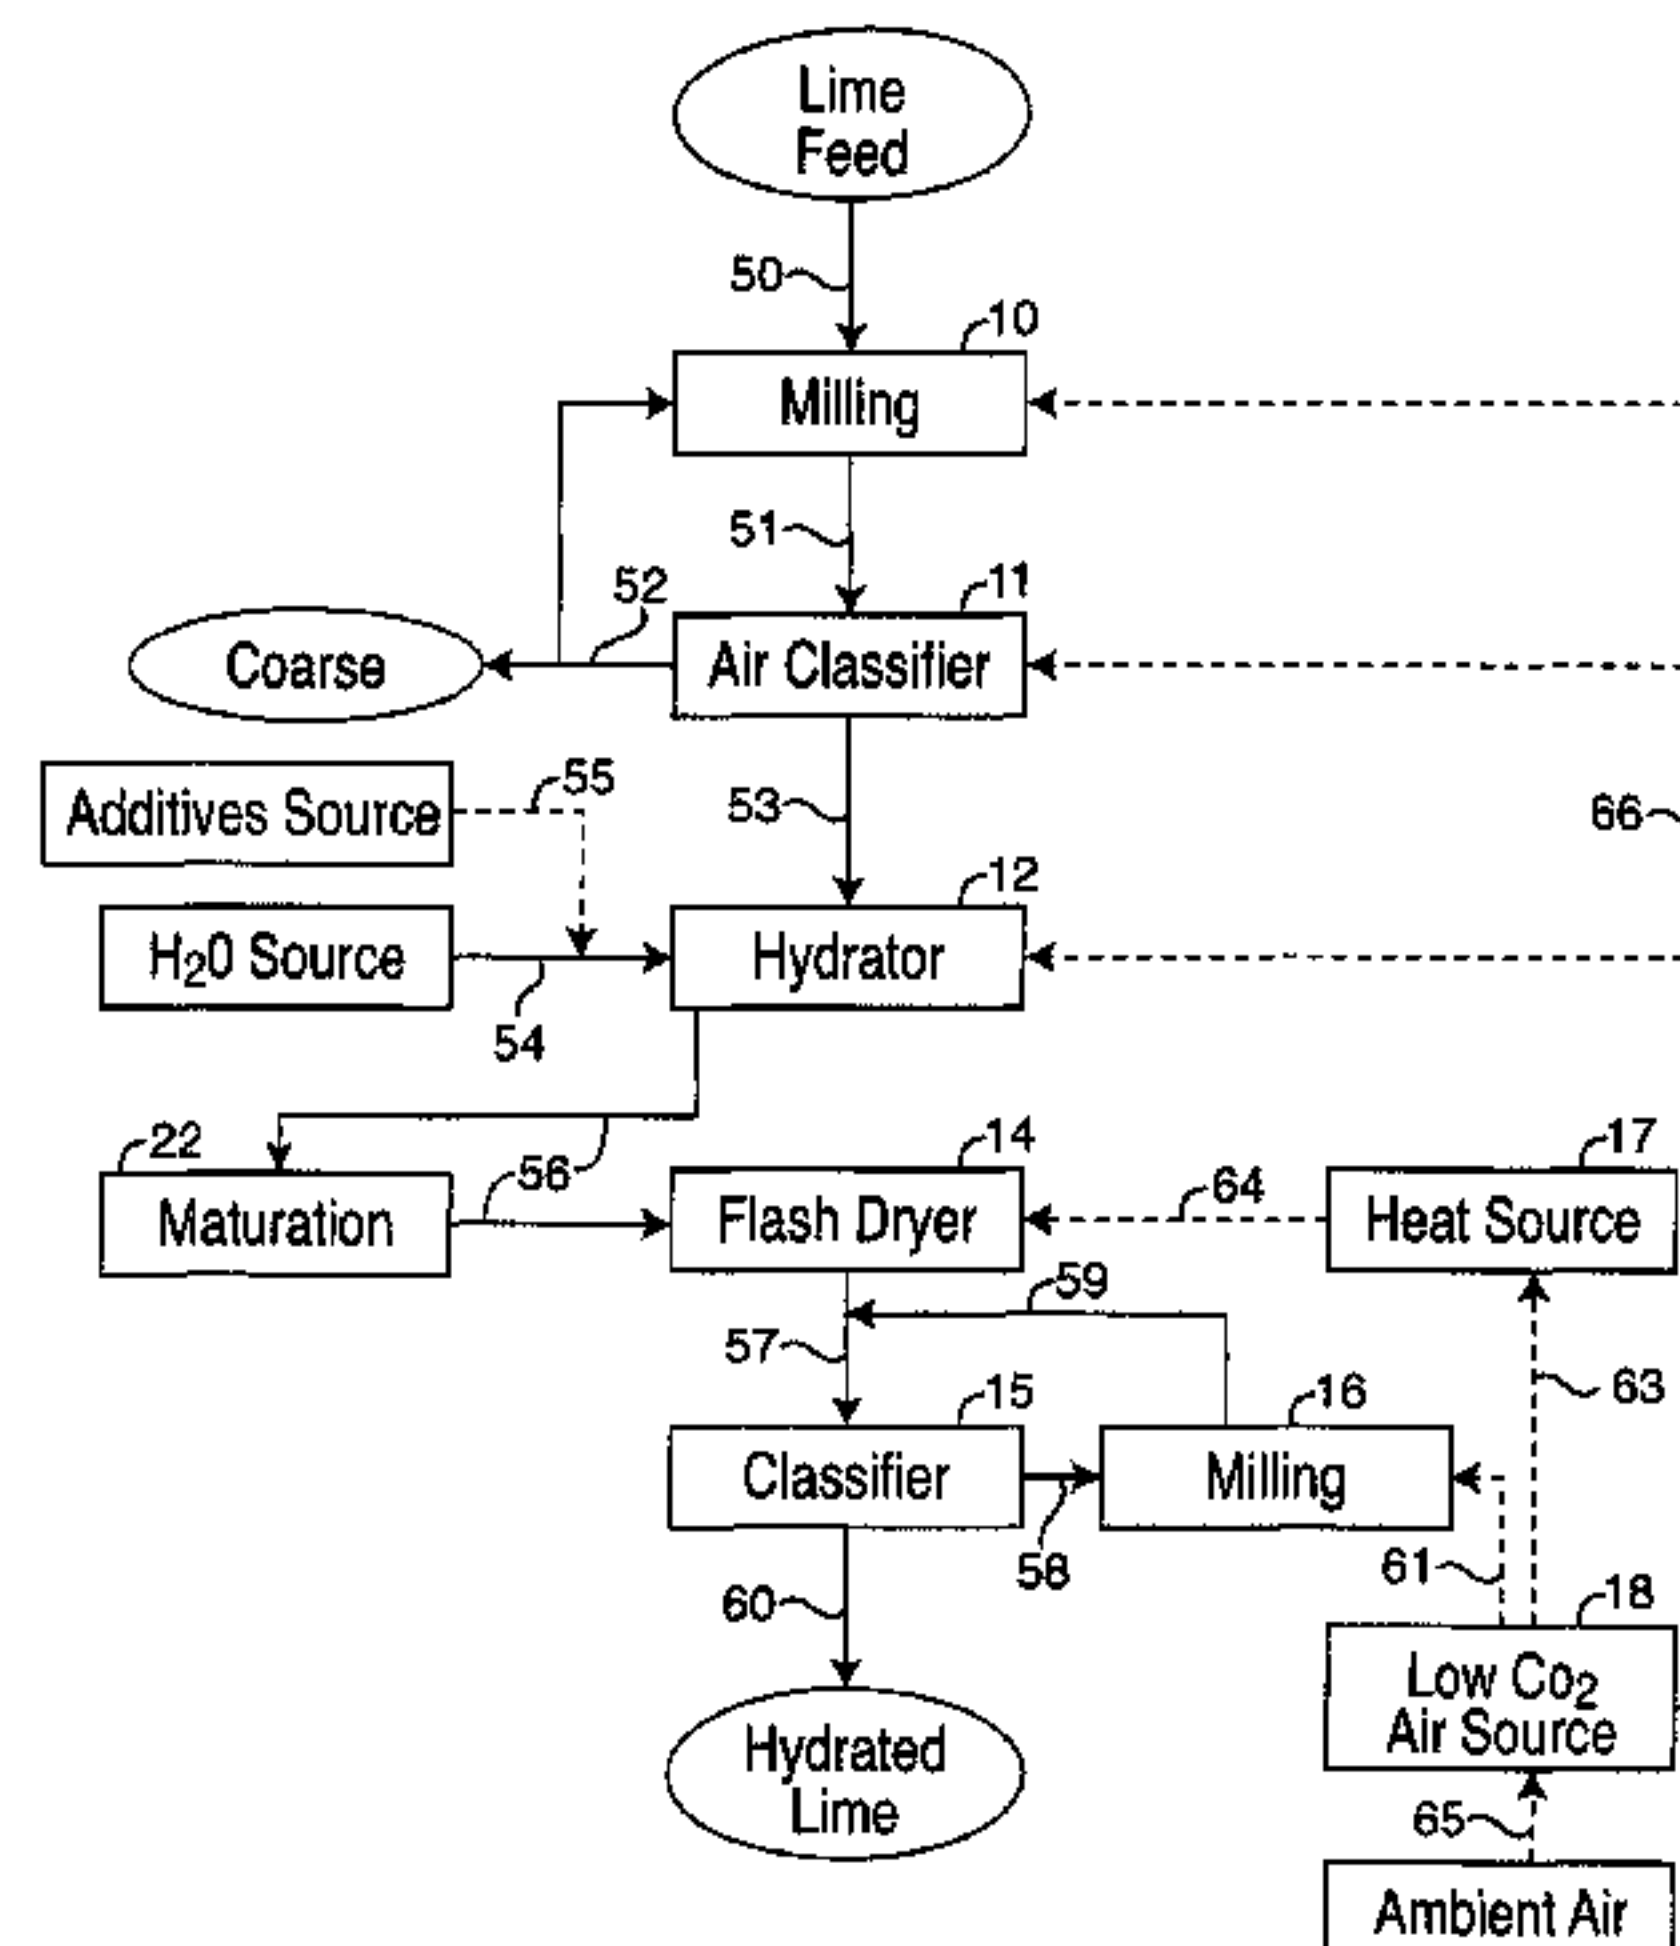 Lime
Feed
50
10
Milling
51
52
11
Coarse
Air Classifier
Additives Source
55
53
66
12
H₂0 Source
Hydrator
54
22
56
14
17
Maturation
Flash Dryer
64
Heat Source
59
57
15
16
63
Classifier
Milling
58
61
60
18
Low Co₂
Air Source
Hydrated
Lime
65
Ambient Air